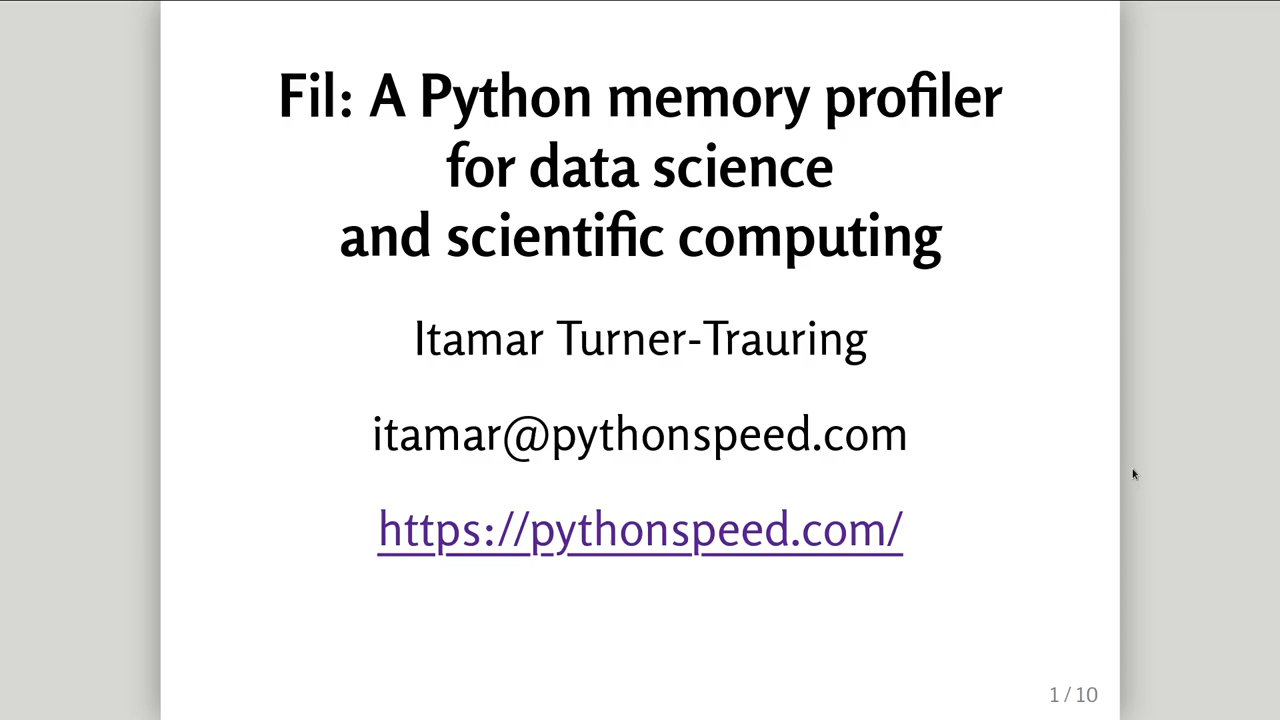 Fil: A Python memory profiler
for data science
and scientific computing
Itamar Turner-Trauring
itamar@pythonspeed.com
https://pythonspeed.com/
1 / 10